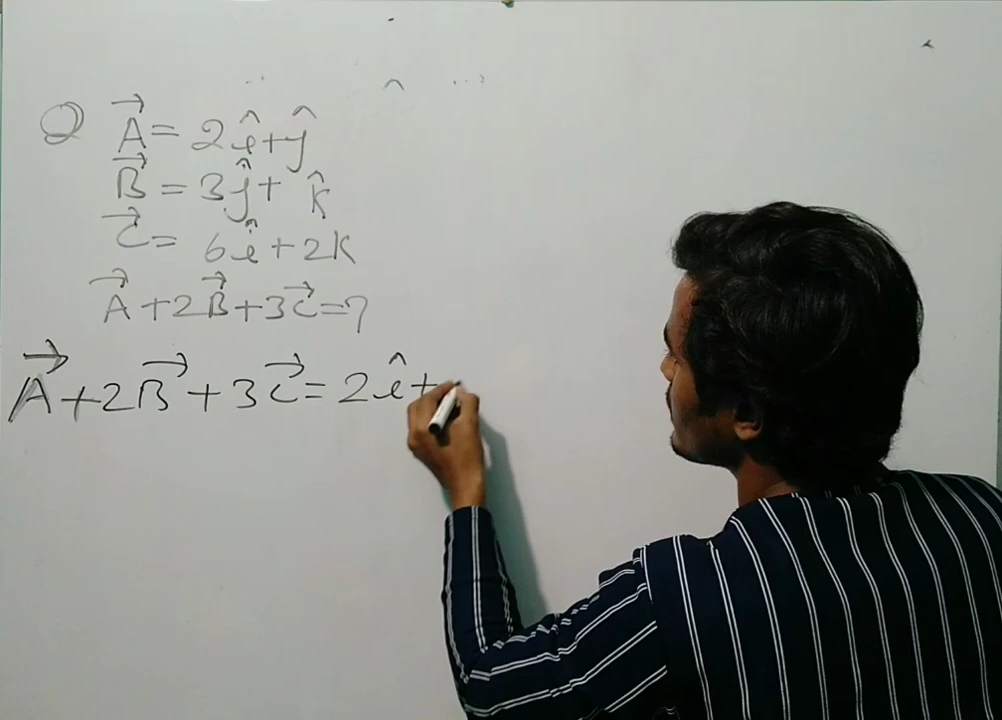 Q A⃗ = 2î+ĵ
B⃗ = 3ĵ+ k̂
C⃗ = 6î+2k
A⃗+2B⃗+3C⃗=?
A⃗+2B⃗+3C⃗=2î+